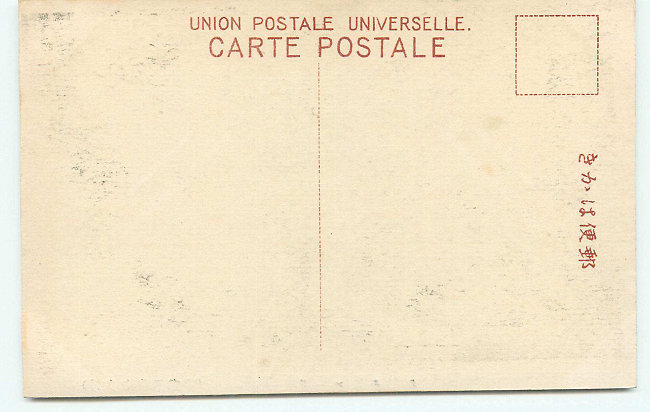 UNION POSTALE UNIVERSELLE.
CARTE POSTALE
郵便はかき